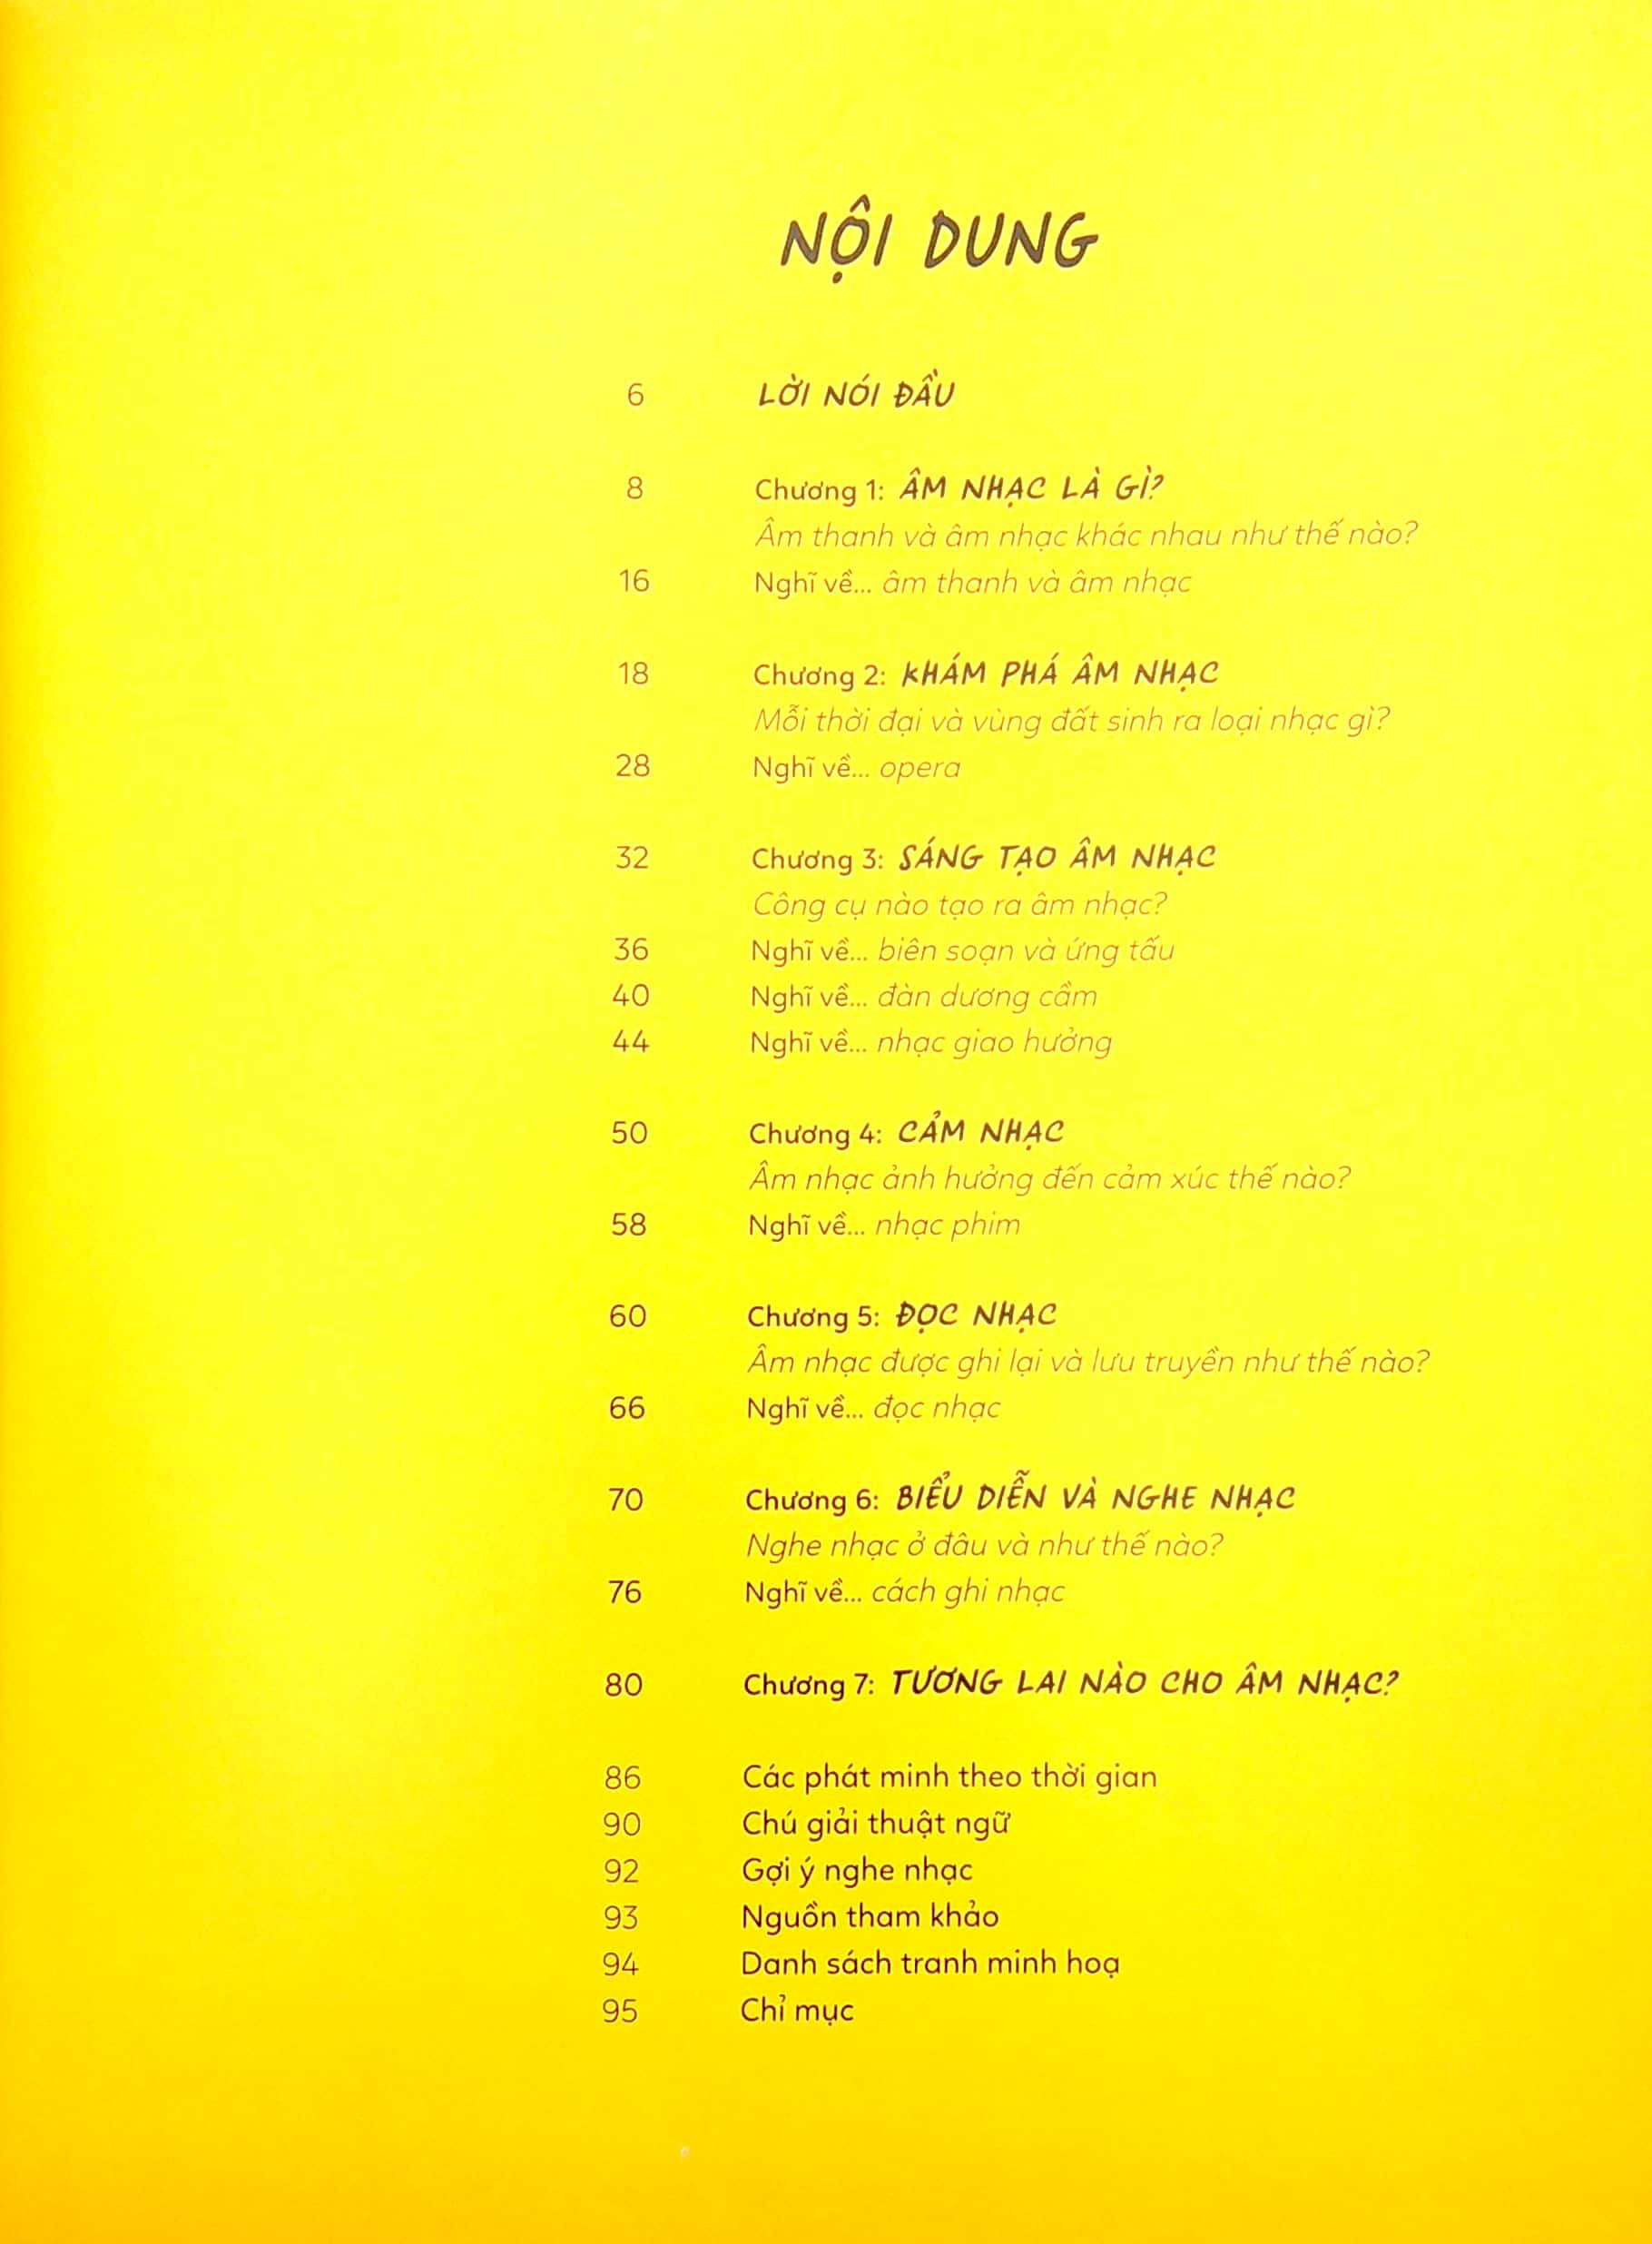 NỘI DUNG
6 LỜI NÓI ĐẦU
8 Chương 1: ÂM NHẠC LÀ GÌ?
Âm thanh và âm nhạc khác nhau như thế nào?
16 Nghĩ về... âm thanh và âm nhạc
18 Chương 2: KHÁM PHÁ ÂM NHẠC
Mỗi thời đại và vùng đất sinh ra loại nhạc gì?
28 Nghĩ về... opera
32 Chương 3: SÁNG TẠO ÂM NHẠC
Công cụ nào tạo ra âm nhạc?
36 Nghĩ về... biên soạn và ứng tấu
40 Nghĩ về... đàn dương cầm
44 Nghĩ về... nhạc giao hưởng
50 Chương 4: CẢM NHẠC
Âm nhạc ảnh hưởng đến cảm xúc thế nào?
58 Nghĩ về... nhạc phim
60 Chương 5: ĐỌC NHẠC
Âm nhạc được ghi lại và lưu truyền như thế nào?
66 Nghĩ về... đọc nhạc
70 Chương 6: BIỂU DIỄN VÀ NGHE NHẠC
Nghe nhạc ở đâu và như thế nào?
76 Nghĩ về... cách ghi nhạc
80 Chương 7: TƯƠNG LAI NÀO CHO ÂM NHẠC?
86 Các phát minh theo thời gian
90 Chú giải thuật ngữ
92 Gợi ý nghe nhạc
93 Nguồn tham khảo
94 Danh sách tranh minh hoạ
95 Chỉ mục